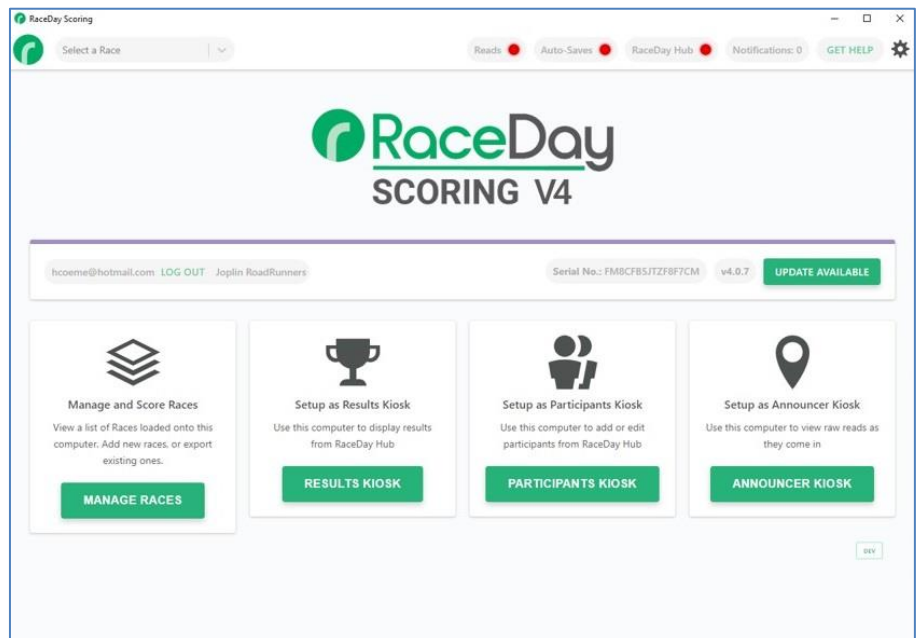 RaceDay Scoring
Select a Race
Reads
Auto-Saves
RaceDay Hub
Notifications: 0
GET HELP
RaceDay
SCORING V4
hcoeme@hotmail.com LOG OUT Joplin RoadRunners
Serial No.: FM8CFBSJTZF8F7CM
v4.0.7
UPDATE AVAILABLE
Manage and Score Races
View a list of Races loaded onto this
computer. Add new races, or export
existing ones.
MANAGE RACES
Setup as Results Kiosk
Use this computer to display results
from RaceDay Hub
RESULTS KIOSK
Setup as Participants Kiosk
Use this computer to add or edit
participants from RaceDay Hub
PARTICIPANTS KIOSK
Setup as Announcer Kiosk
Use this computer to view raw reads as
they come in
ANNOUNCER KIOSK